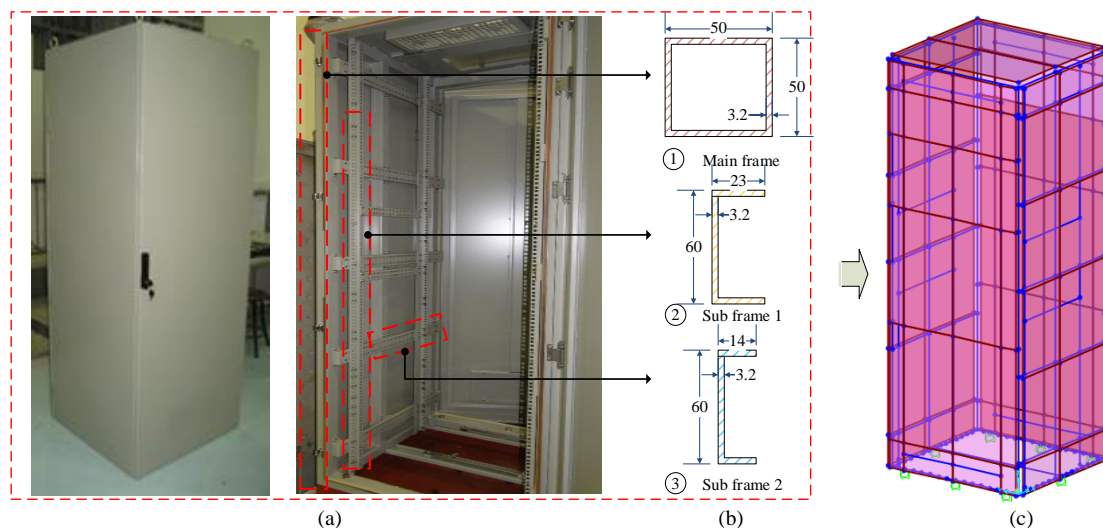 50
50
3.2
① Main frame
23
3.2
60
② Sub frame 1
14
3.2
60
③ Sub frame 2
(a)
(b)
(c)